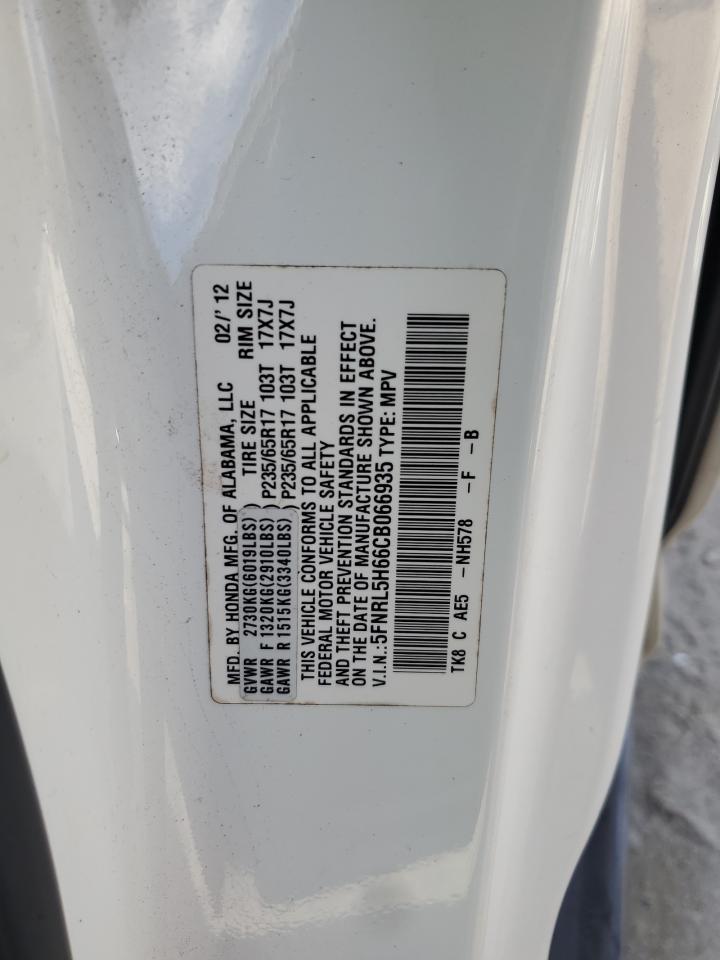 MFD. BY HONDA MFG. OF ALABAMA, LLC 02/' 12
GVWR 2730KG(6019LBS) TIRE SIZE RIM SIZE
GAWR F 1320KG(2910LBS) P235/65R17 103T 17X7J
GAWR R 1515KG(3340LBS) P235/65R17 103T 17X7J
THIS VEHICLE CONFORMS TO ALL APPLICABLE
FEDERAL MOTOR VEHICLE SAFETY
AND THEFT PREVENTION STANDARDS IN EFFECT
ON THE DATE OF MANUFACTURE SHOWN ABOVE.
V.I.N.:5FNRL5H66CB066935 TYPE: MPV
TK8 C AE5 -NH578 -F -B